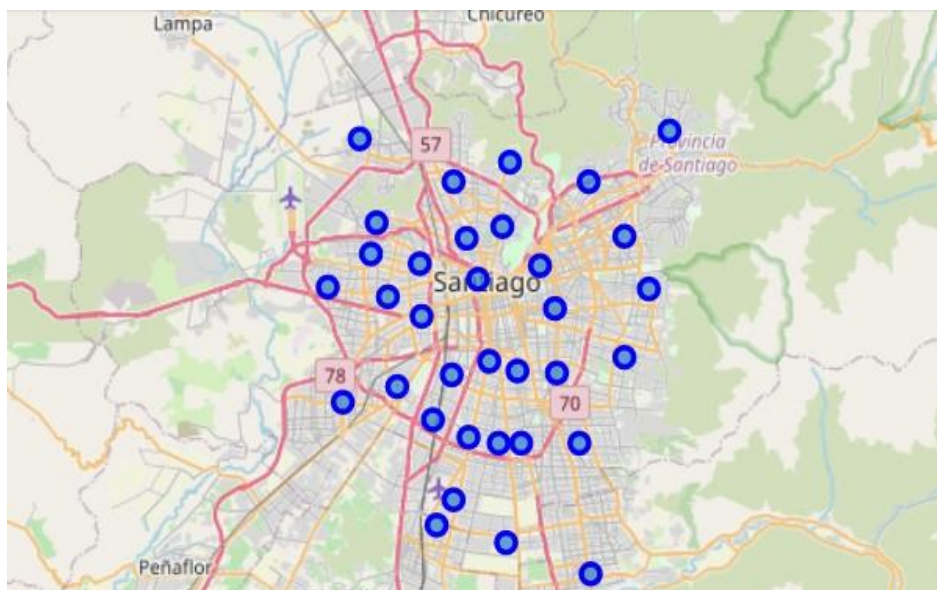 Chicureo
Lampa
57
Provincia
de-Santiago
Santiago
78
70
Peñaflor